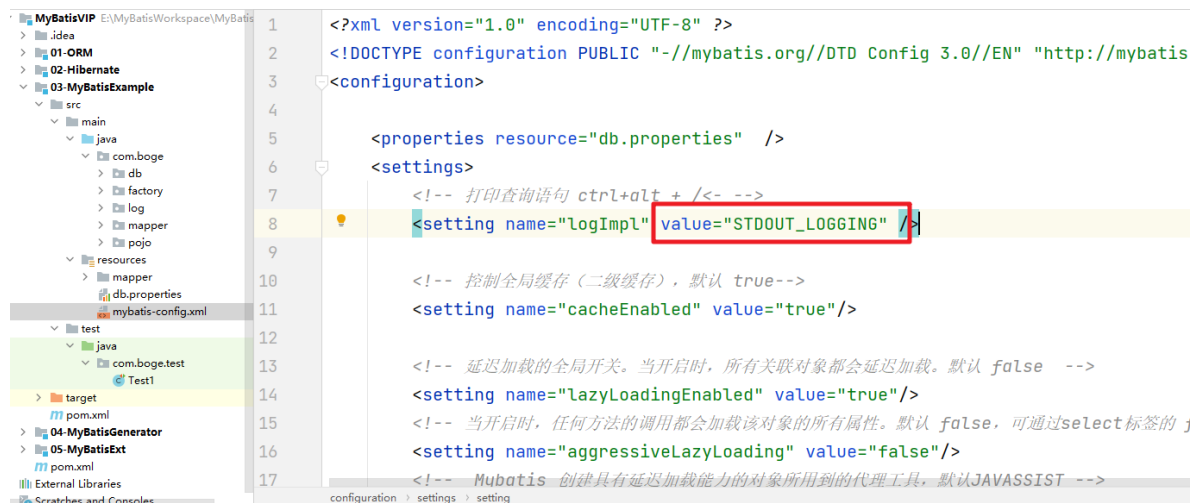 MyBatisVIP E:\MyBatisWorkspace\MyBatis
.idea
01-ORM
02-Hibernate
03-MyBatisExample
src
main
java
com.boge
db
factory
log
mapper
pojo
resources
mapper
db.properties
mybatis-config.xml
test
java
com.boge.test
Test1
target
pom.xml
04-MyBatisGenerator
05-MyBatisExt
pom.xml
External Libraries
Scratches and Consoles
1 <?xml version="1.0" encoding="UTF-8" ?>
2 <!DOCTYPE configuration PUBLIC "-//mybatis.org//DTD Config 3.0//EN" "http://mybatis
3 <configuration>
4
5 <properties resource="db.properties" />
6 <settings>
7 <!-- 打印查询语句 ctrl+alt + /<- -->
8 <setting name="logImpl" value="STDOUT_LOGGING" />
9
10 <!-- 控制全局缓存（二级缓存），默认 true-->
11 <setting name="cacheEnabled" value="true"/>
12
13 <!-- 延迟加载的全局开关。当开启时，所有关联对象都会延迟加载。默认 false -->
14 <setting name="lazyLoadingEnabled" value="true"/>
15 <!-- 当开启时，任何方法的调用都会加载该对象的所有属性。默认 false，可通过select标签的 f
16 <setting name="aggressiveLazyLoading" value="false"/>
17 <!-- Mybatis 创建具有延迟加载能力的对象所用到的代理工具，默认JAVASSIST -->
configuration › settings › setting